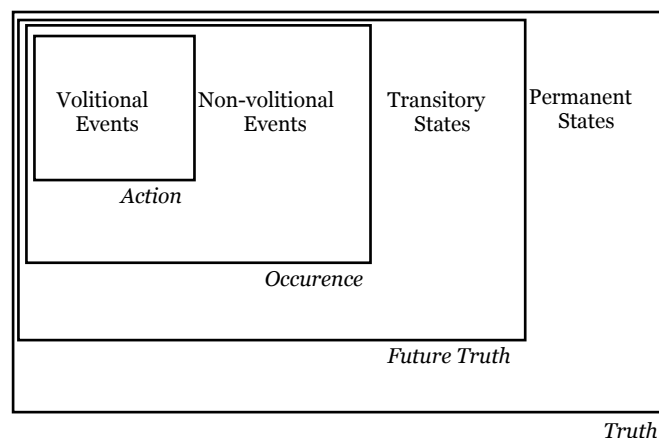 Volitional Events
Non-volitional Events
Transitory States
Permanent States
Action
Occurence
Future Truth
Truth